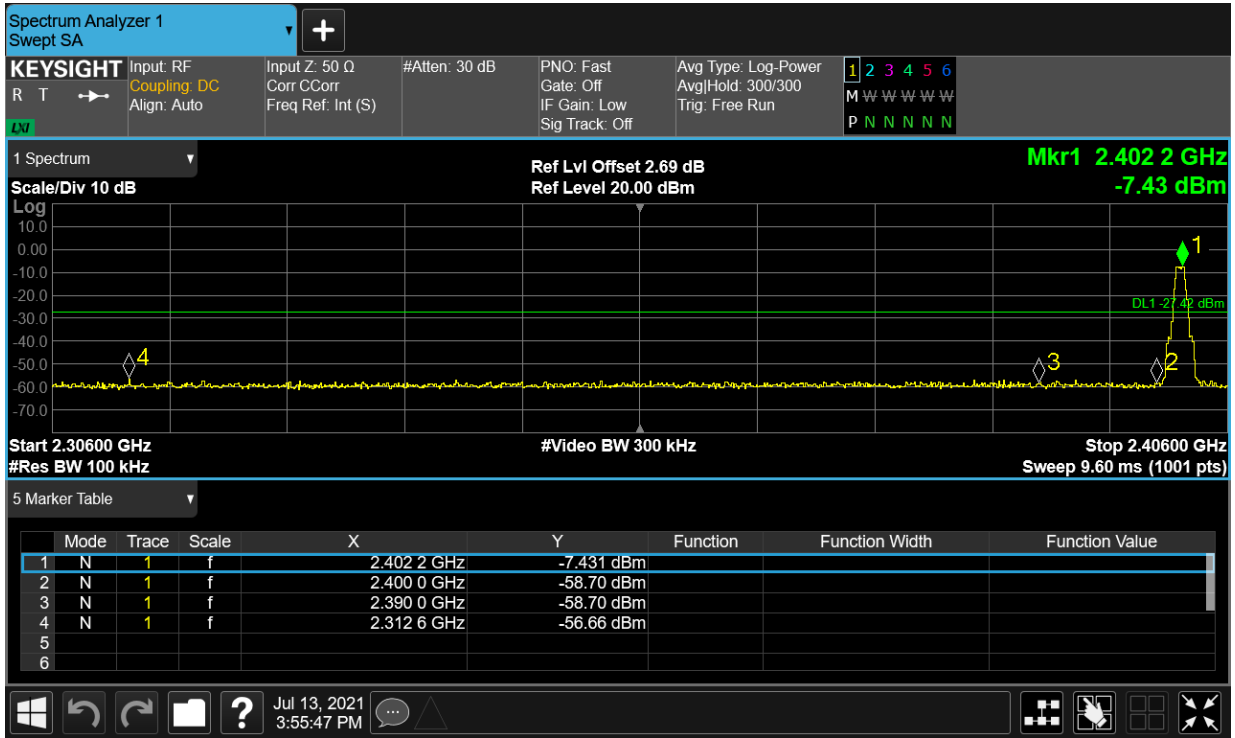 Spectrum Analyzer 1
Swept SA
+
KEYSIGHT
R T
LXI
Input: RF
Coupling: DC
Align: Auto
Input Z: 50 Ω
Corr CCorr
Freq Ref: Int (S)
#Atten: 30 dB
PNO: Fast
Gate: Off
IF Gain: Low
Sig Track: Off
Avg Type: Log-Power
Avg|Hold: 300/300
Trig: Free Run
1 2 3 4 5 6
M W W W W W
P N N N N N
1 Spectrum
Scale/Div 10 dB
Ref Lvl Offset 2.69 dB
Ref Level 20.00 dBm
Mkr1 2.402 2 GHz
-7.43 dBm
Log
10.0
0.00
-10.0
-20.0
-30.0
-40.0
-50.0
-60.0
-70.0
1
DL1 -27.42 dBm
4
3
2
Start 2.30600 GHz
#Res BW 100 kHz
#Video BW 300 kHz
Stop 2.40600 GHz
Sweep 9.60 ms (1001 pts)
5 Marker Table
Mode Trace Scale X Y Function Function Width Function Value
1 N 1 f 2.402 2 GHz -7.431 dBm
2 N 1 f 2.400 0 GHz -58.70 dBm
3 N 1 f 2.390 0 GHz -58.70 dBm
4 N 1 f 2.312 6 GHz -56.66 dBm
5
6
?
Jul 13, 2021
3:55:47 PM